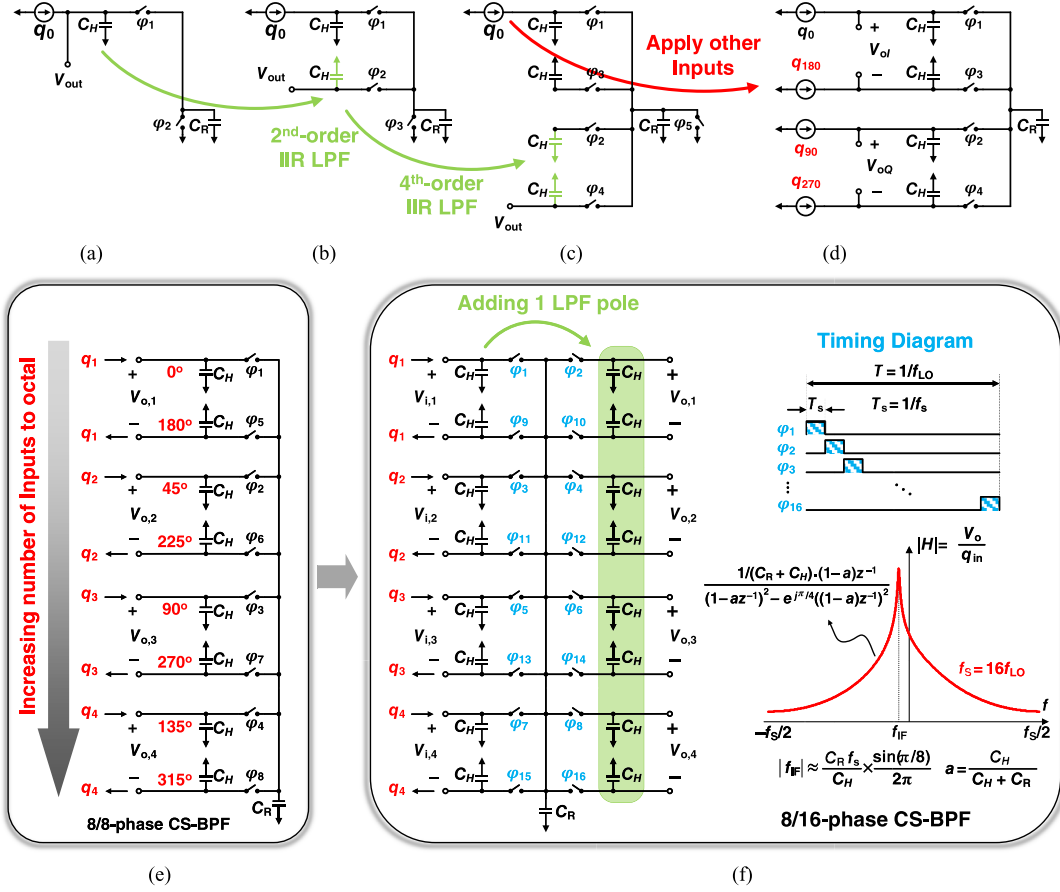 q0 CH φ1
Vout
φ2 CR
(a)
2nd-order
IIR LPF
q0 CH φ1
Vout CH φ2
φ3 CR
(b)
4th-order
IIR LPF
q0 CH φ1
CH φ3
CR φ5
CH φ2
CH φ4
Vout
(c)
Apply other
Inputs
q0 + CH φ1
VoI
q180 − CH φ3
CR
q90 + CH φ2
VoQ
q270 − CH φ4
(d)
Increasing number of Inputs to octal
q1 + 0° CH φ1
Vo,1
q1 − 180° CH φ5
q2 + 45° CH φ2
Vo,2
q2 − 225° CH φ6
q3 + 90° CH φ3
Vo,3
q3 − 270° CH φ7
q4 + 135° CH φ4
Vo,4
q4 − 315° CH φ8
CR
8/8-phase CS-BPF
(e)
Adding 1 LPF pole
q1 + CH φ1 φ2 CH +
Vi,1 Vo,1
q1 − CH φ9 φ10 CH −
q2 + CH φ3 φ4 CH +
Vi,2 Vo,2
q2 − CH φ11 φ12 CH −
q3 + CH φ5 φ6 CH +
Vi,3 Vo,3
q3 − CH φ13 φ14 CH −
q4 + CH φ7 φ8 CH +
Vi,4 Vo,4
q4 − CH φ15 φ16 CH −
CR
Timing Diagram
T = 1/fLO
Ts Ts = 1/fs
φ1
φ2
φ3
⋮ ⋱
φ16
|H| = Vo/qin
1/(CR + CH).(1−a)z−1
(1−az−1)2 − e jπ/4((1−a)z−1)2
fS = 16fLO
f
−fS/2 fIF fS/2
|fIF| ≈ CR fs/CH × sin(π/8)/2π a = CH/(CH + CR)
8/16-phase CS-BPF
(f)